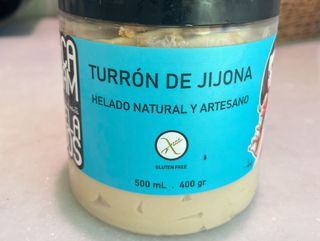 TURRÓN DE JIJONA
HELADO NATURAL Y ARTESANO
GLUTEN FREE
500 mL . 400 gr